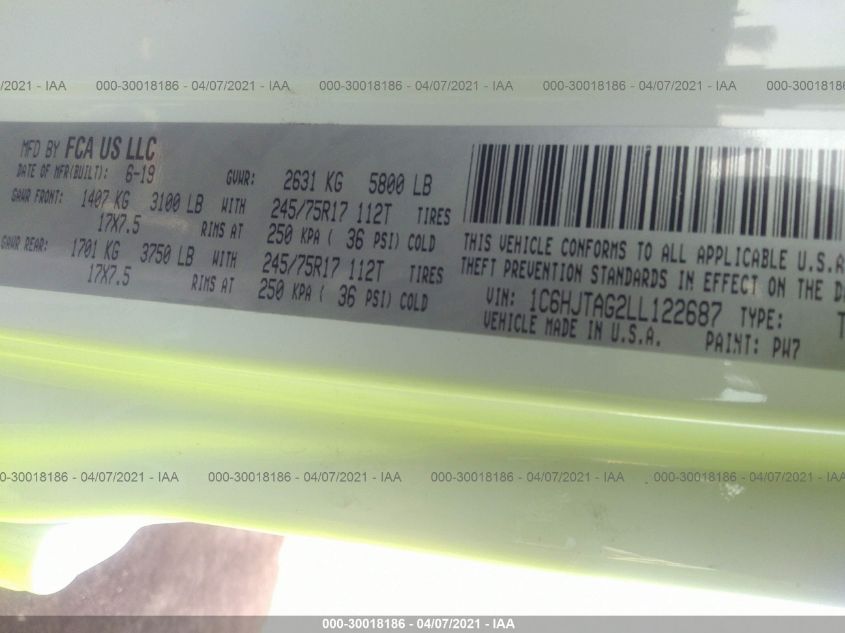 /2021 - IAA 000-30018186 - 04/07/2021 - IAA 000-30018186 - 04/07/2021 - IAA 000-30018186 - 04/07/2021 - IAA 000-3
MFD BY FCA US LLC
DATE OF MFR(BUILT): 6-19 GVWR: 2631 KG 5800 LB
GAWR FRONT: 1407 KG 3100 LB WITH 245/75R17 112T TIRES
17X7.5 RIMS AT 250 KPA ( 36 PSI) COLD
GAWR REAR: 1701 KG 3750 LB WITH 245/75R17 112T TIRES
17X7.5 RIMS AT 250 KPA ( 36 PSI) COLD
THIS VEHICLE CONFORMS TO ALL APPLICABLE U.S.A
THEFT PREVENTION STANDARDS IN EFFECT ON THE D
VIN: 1C6HJTAG2LL122687 TYPE: T
VEHICLE MADE IN U.S.A. PAINT: PW7
0-30018186 - 04/07/2021 - IAA 000-30018186 - 04/07/2021 - IAA 000-30018186 - 04/07/2021 - IAA 000-30018186 - 04/0
000-30018186 - 04/07/2021 - IAA